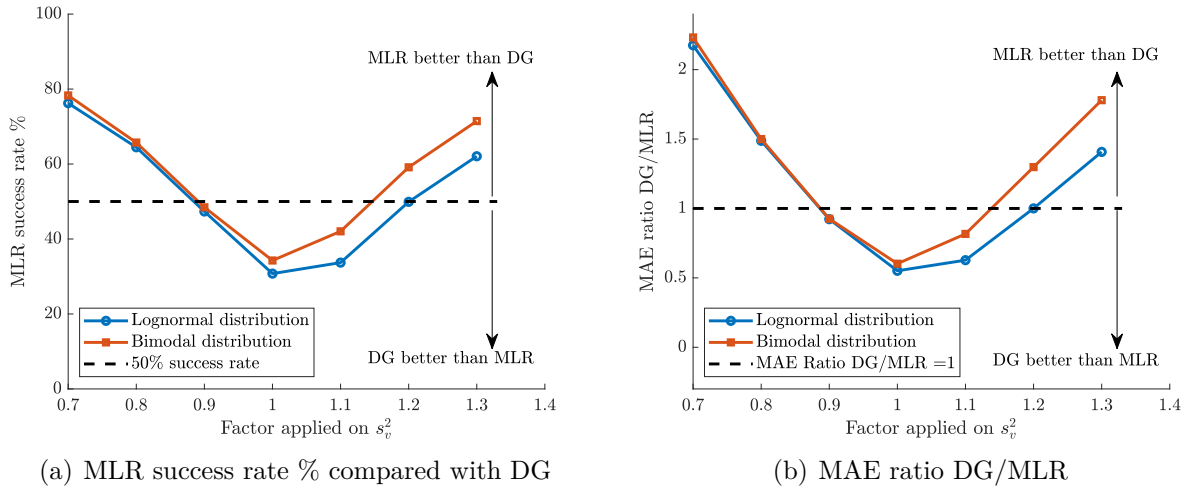 100
80
60
40
20
0
MLR success rate %
MLR better than DG
DG better than MLR
Lognormal distribution
Bimodal distribution
50% success rate
0.7 0.8 0.9 1 1.1 1.2 1.3 1.4
Factor applied on $s_v^2$
(a) MLR success rate % compared with DG
2
1.5
1
0.5
0
MAE ratio DG/MLR
MLR better than DG
DG better than MLR
Lognormal distribution
Bimodal distribution
MAE Ratio DG/MLR =1
0.7 0.8 0.9 1 1.1 1.2 1.3 1.4
Factor applied on $s_v^2$
(b) MAE ratio DG/MLR